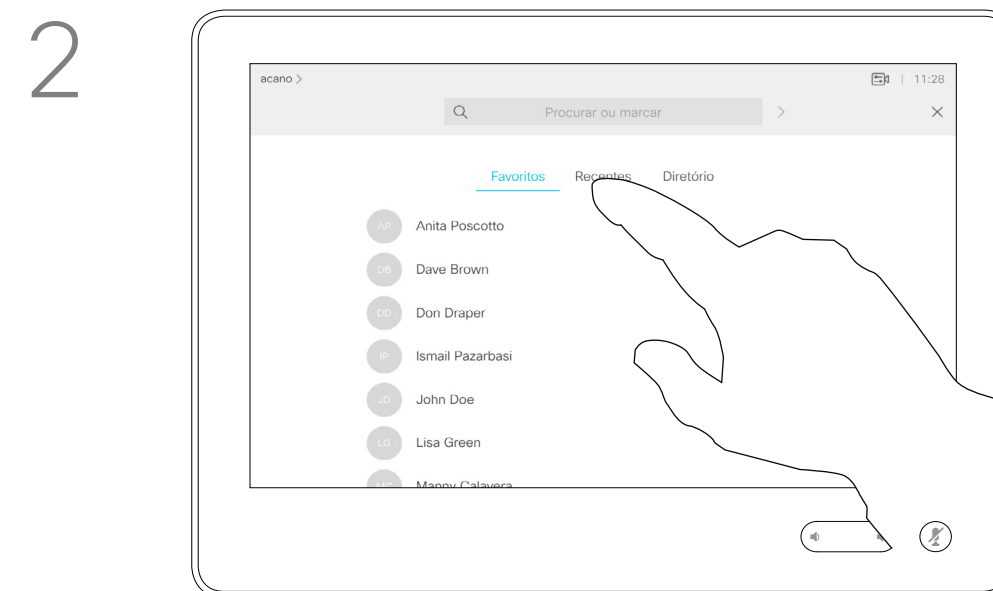 2
acano > 11:28
Procurar ou marcar >
Favoritos Recentes Diretório
AP Anita Poscotto
DB Dave Brown
DD Don Draper
IP Ismail Pazarbasi
JD John Doe
LG Lisa Green
MC Manny Calavera